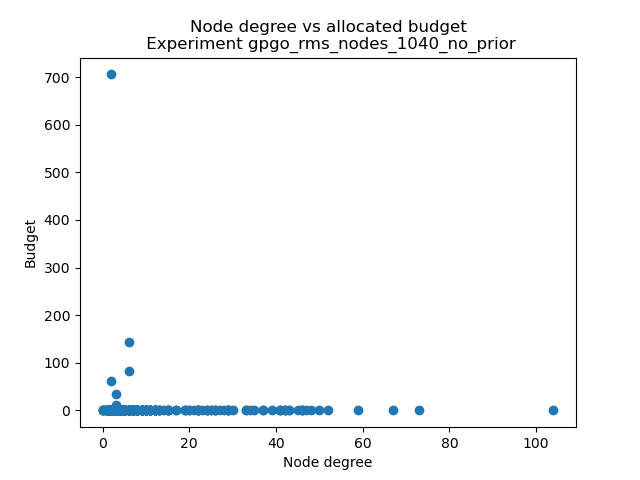 Node degree vs allocated budget
Experiment gpgo_rms_nodes_1040_no_prior
700
600
500
400
300
200
100
0
Budget
0 20 40 60 80 100
Node degree